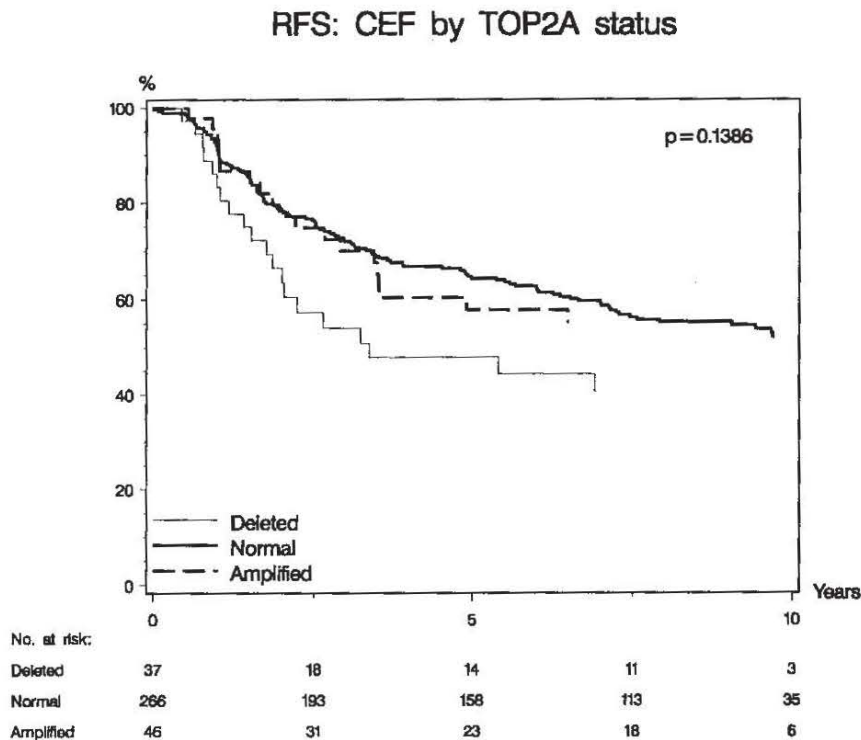 RFS: CEF by TOP2A status
%
100
p=0.1386
80
60
40
20
Deleted
Normal
Amplified
0
Years
0 5 10
No. at risk:
Deleted 37 18 14 11 3
Normal 266 193 158 113 35
Amplified 46 31 23 18 6